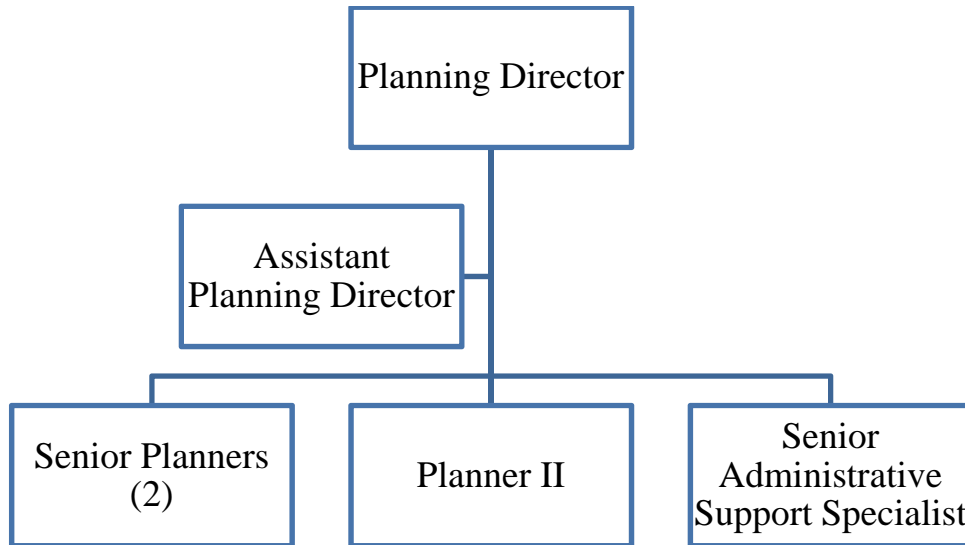 Planning Director
Assistant
Planning Director
Senior Planners
(2)
Planner II
Senior
Administrative
Support Specialist